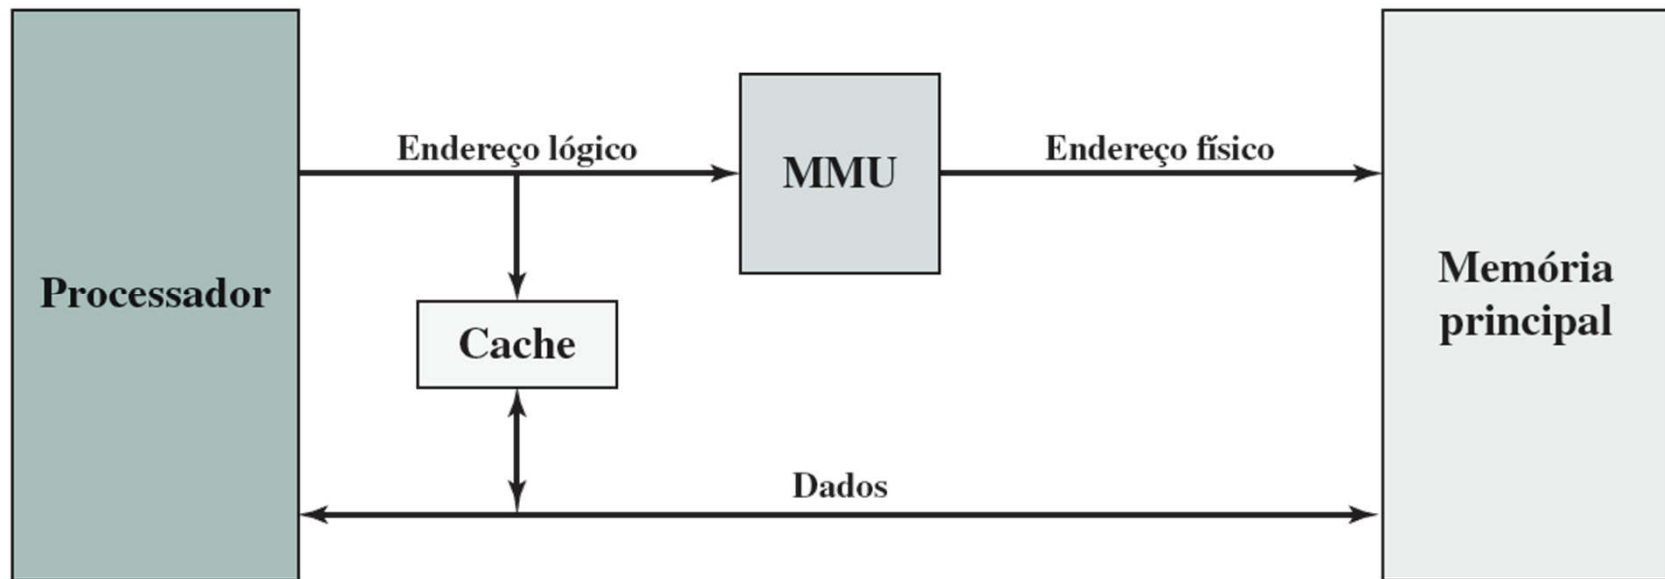 Endereço lógico
MMU
Endereço físico
Processador
Cache
Memória
principal
Dados